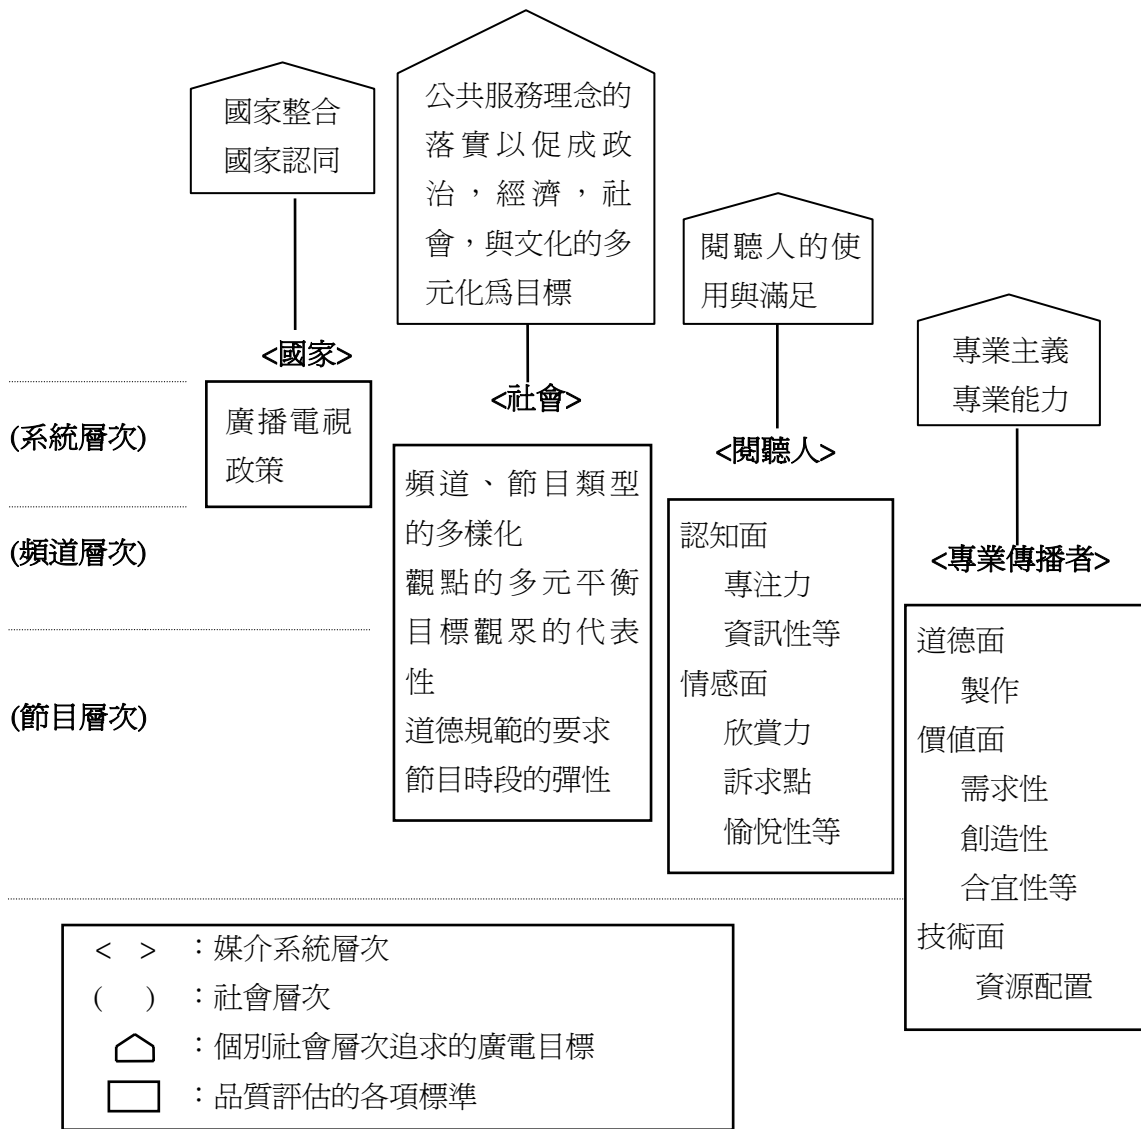 國家整合
國家認同
公共服務理念的
落實以促成政
治，經濟，社
會，與文化的多
元化爲目標
閱聽人的使
用與滿足
專業主義
專業能力
<國家>
<社會>
<閱聽人>
<專業傳播者>
(系統層次)
(頻道層次)
(節目層次)
廣播電視
政策
頻道、節目類型
的多樣化
觀點的多元平衡
目標觀眾的代表
性
道德規範的要求
節目時段的彈性
認知面
專注力
資訊性等
情感面
欣賞力
訴求點
愉悅性等
道德面
製作
價值面
需求性
創造性
合宜性等
技術面
資源配置
< > ：媒介系統層次
( ) ：社會層次
：個別社會層次追求的廣電目標
：品質評估的各項標準